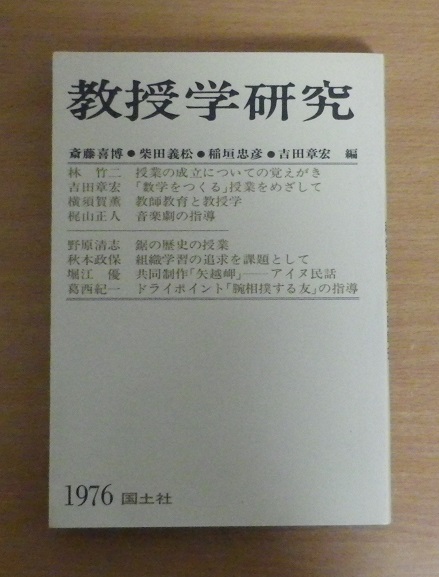 教授学研究
斎藤喜博●柴田義松●稲垣忠彦●吉田章宏 編
林 竹二 授業の成立についての覚えがき
吉田章宏 「数学をつくる」授業をめざして
横須賀薫 教師教育と教授学
梶山正人 音楽劇の指導
野原清志 鋸の歴史の授業
秋本政保 組織学習の追求を課題として
堀江 優 共同制作「矢越岬」──アイヌ民話
葛西紀一 ドライポイント「腕相撲する友」の指導
1976 国土社